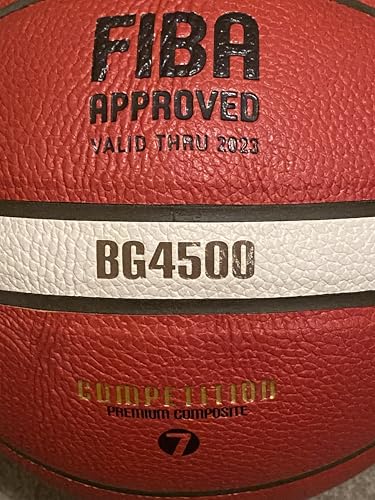 FIBA
APPROVED
VALID THRU 2023
BG4500
COMPETITION
PREMIUM COMPOSITE
7